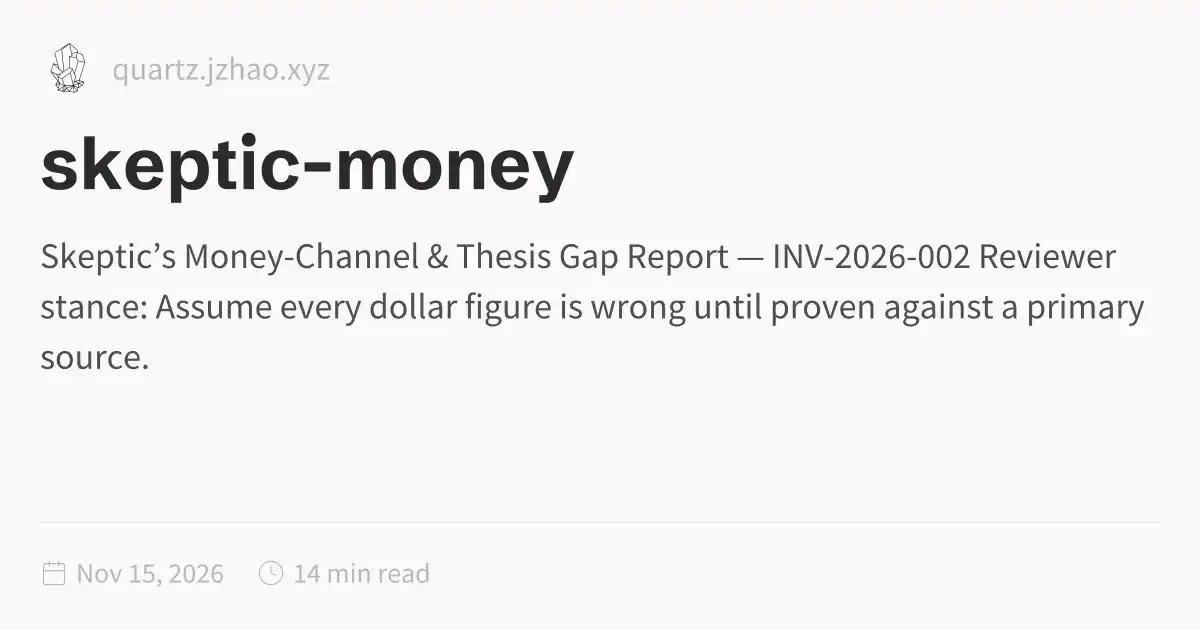 quartz.jzhao.xyz
skeptic-money
Skeptic’s Money-Channel & Thesis Gap Report — INV-2026-002 Reviewer
stance: Assume every dollar figure is wrong until proven against a primary
source.
Nov 15, 2026 14 min read